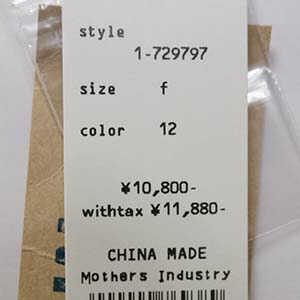 style
1-729797
size f
color 12
¥10,800-
withtax ¥11,880-
CHINA MADE
Mothers Industry